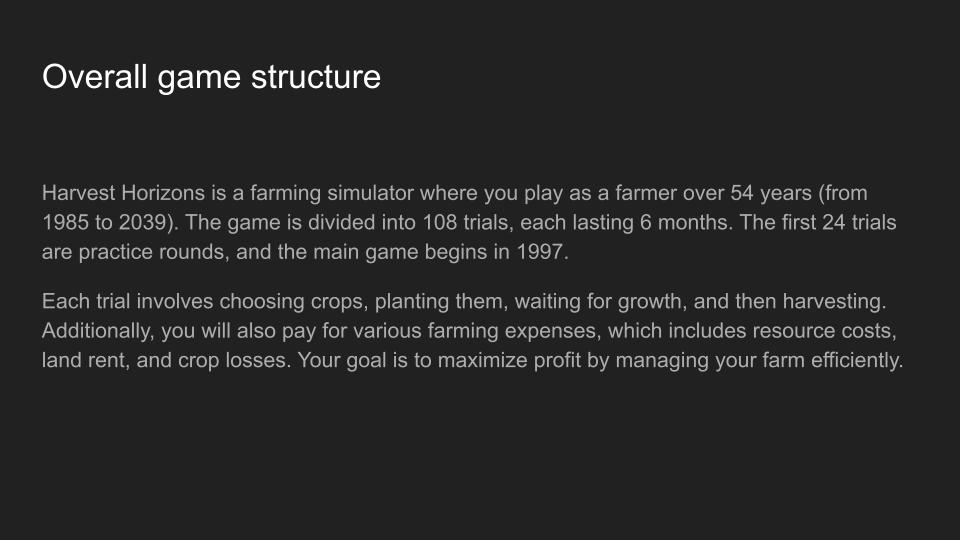 Overall game structure
Harvest Horizons is a farming simulator where you play as a farmer over 54 years (from
1985 to 2039). The game is divided into 108 trials, each lasting 6 months. The first 24 trials
are practice rounds, and the main game begins in 1997.
Each trial involves choosing crops, planting them, waiting for growth, and then harvesting.
Additionally, you will also pay for various farming expenses, which includes resource costs,
land rent, and crop losses. Your goal is to maximize profit by managing your farm efficiently.